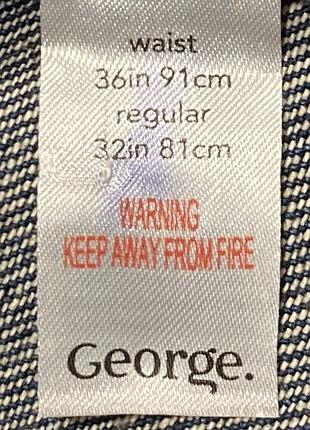 waist
36in 91cm
regular
32in 81cm
WARNING
KEEP AWAY FROM FIRE
George.